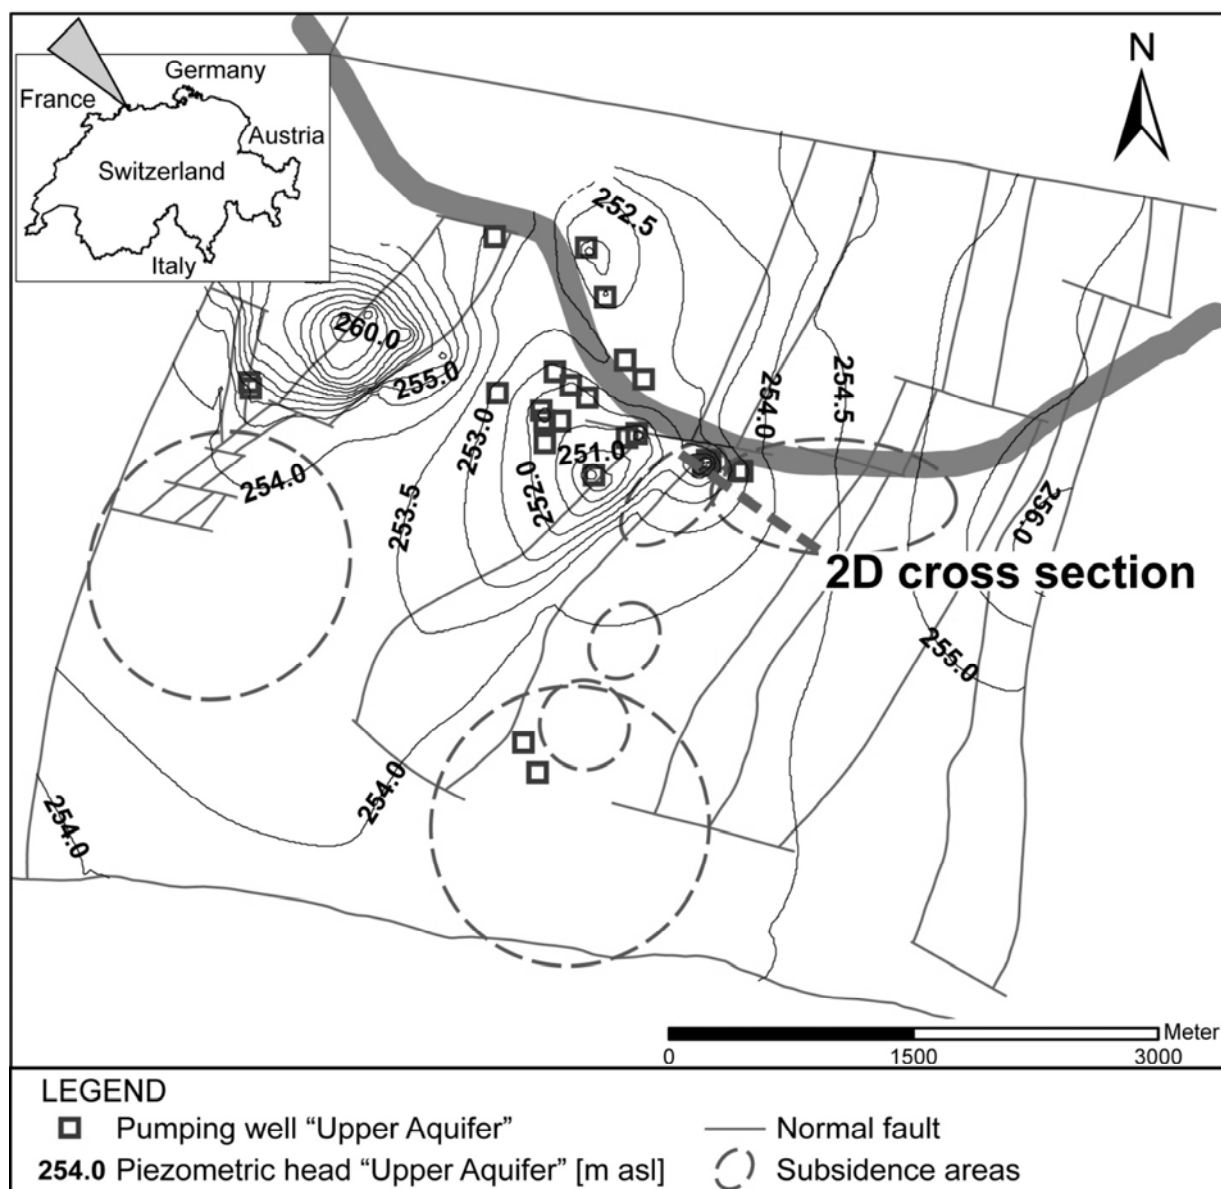 N
Germany
France
Austria
Switzerland
Italy
252.5
260.0
255.0
254.0
254.5
253.0
251.0
252.0
254.0
253.5
256.0
2D cross section
255.0
254.0
254.0
Meter
0 1500 3000
LEGEND
Pumping well “Upper Aquifer”
Normal fault
254.0 Piezometric head “Upper Aquifer” [m asl]
Subsidence areas